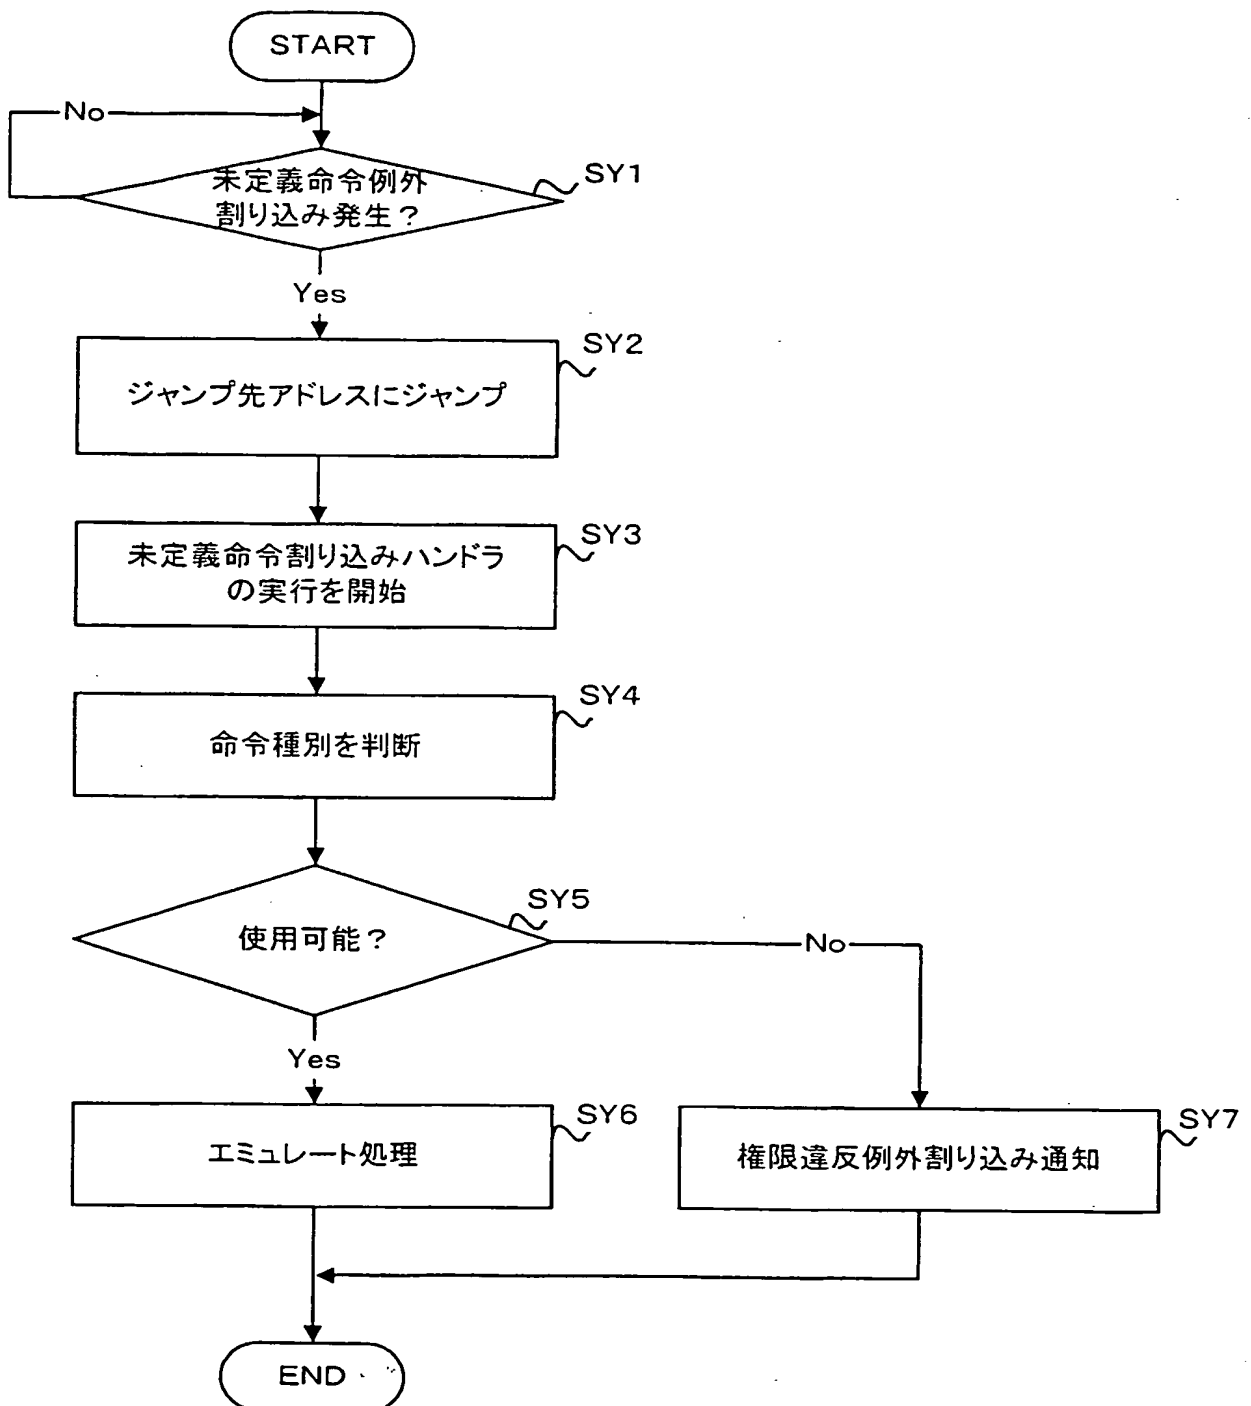 START
No
未定義命令例外
割り込み発生?
SY1
Yes
SY2
ジャンプ先アドレスにジャンプ
SY3
未定義命令割り込みハンドラ
の実行を開始
SY4
命令種別を判断
SY5
使用可能?
No
Yes
SY6
エミュレート処理
SY7
権限違反例外割り込み通知
END